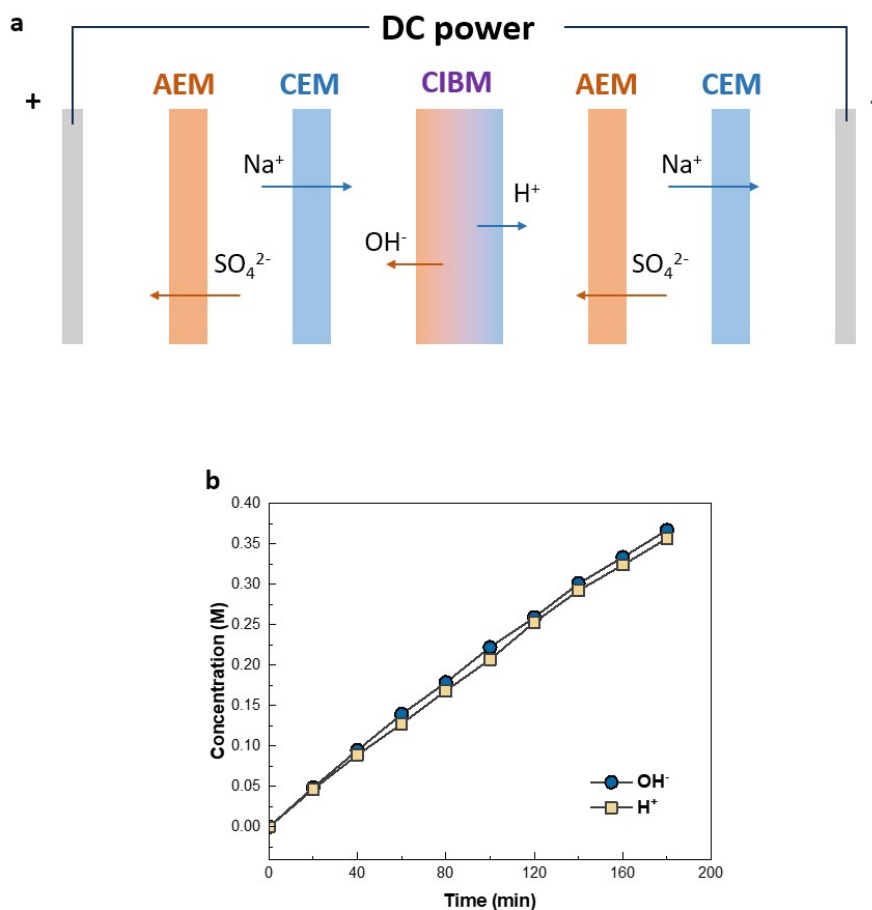 a
DC power
AEM CEM CIBM AEM CEM
+ -
Na⁺ Na⁺
H⁺
OH⁻
SO₄²⁻ SO₄²⁻
b
0.40
0.35
0.30
0.25
0.20
0.15
0.10
0.05
0.00
Concentration (M)
OH⁻
H⁺
0 40 80 120 160 200
Time (min)